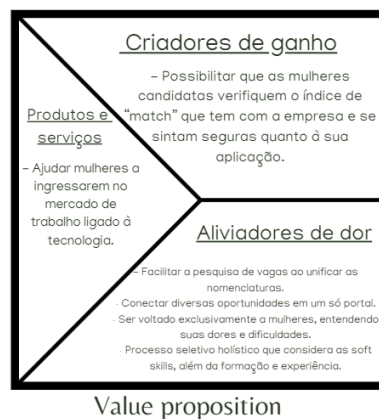 Criadores de ganho
- Possibilitar que as mulheres
candidatas verifiquem o índice de
"match" que tem com a empresa e se
sintam seguras quanto à sua
aplicação.
Produtos e
serviços
- Ajudar mulheres a
ingressarem no
mercado de
trabalho ligado à
tecnologia.
Aliviadores de dor
- Facilitar a pesquisa de vagas ao unificar as
nomenclaturas.
- Conectar diversas oportunidades em um só portal.
- Ser voltado exclusivamente a mulheres, entendendo
suas dores e dificuldades.
- Processo seletivo holístico que considera as soft
skills, além da formação e experiência.
Value proposition